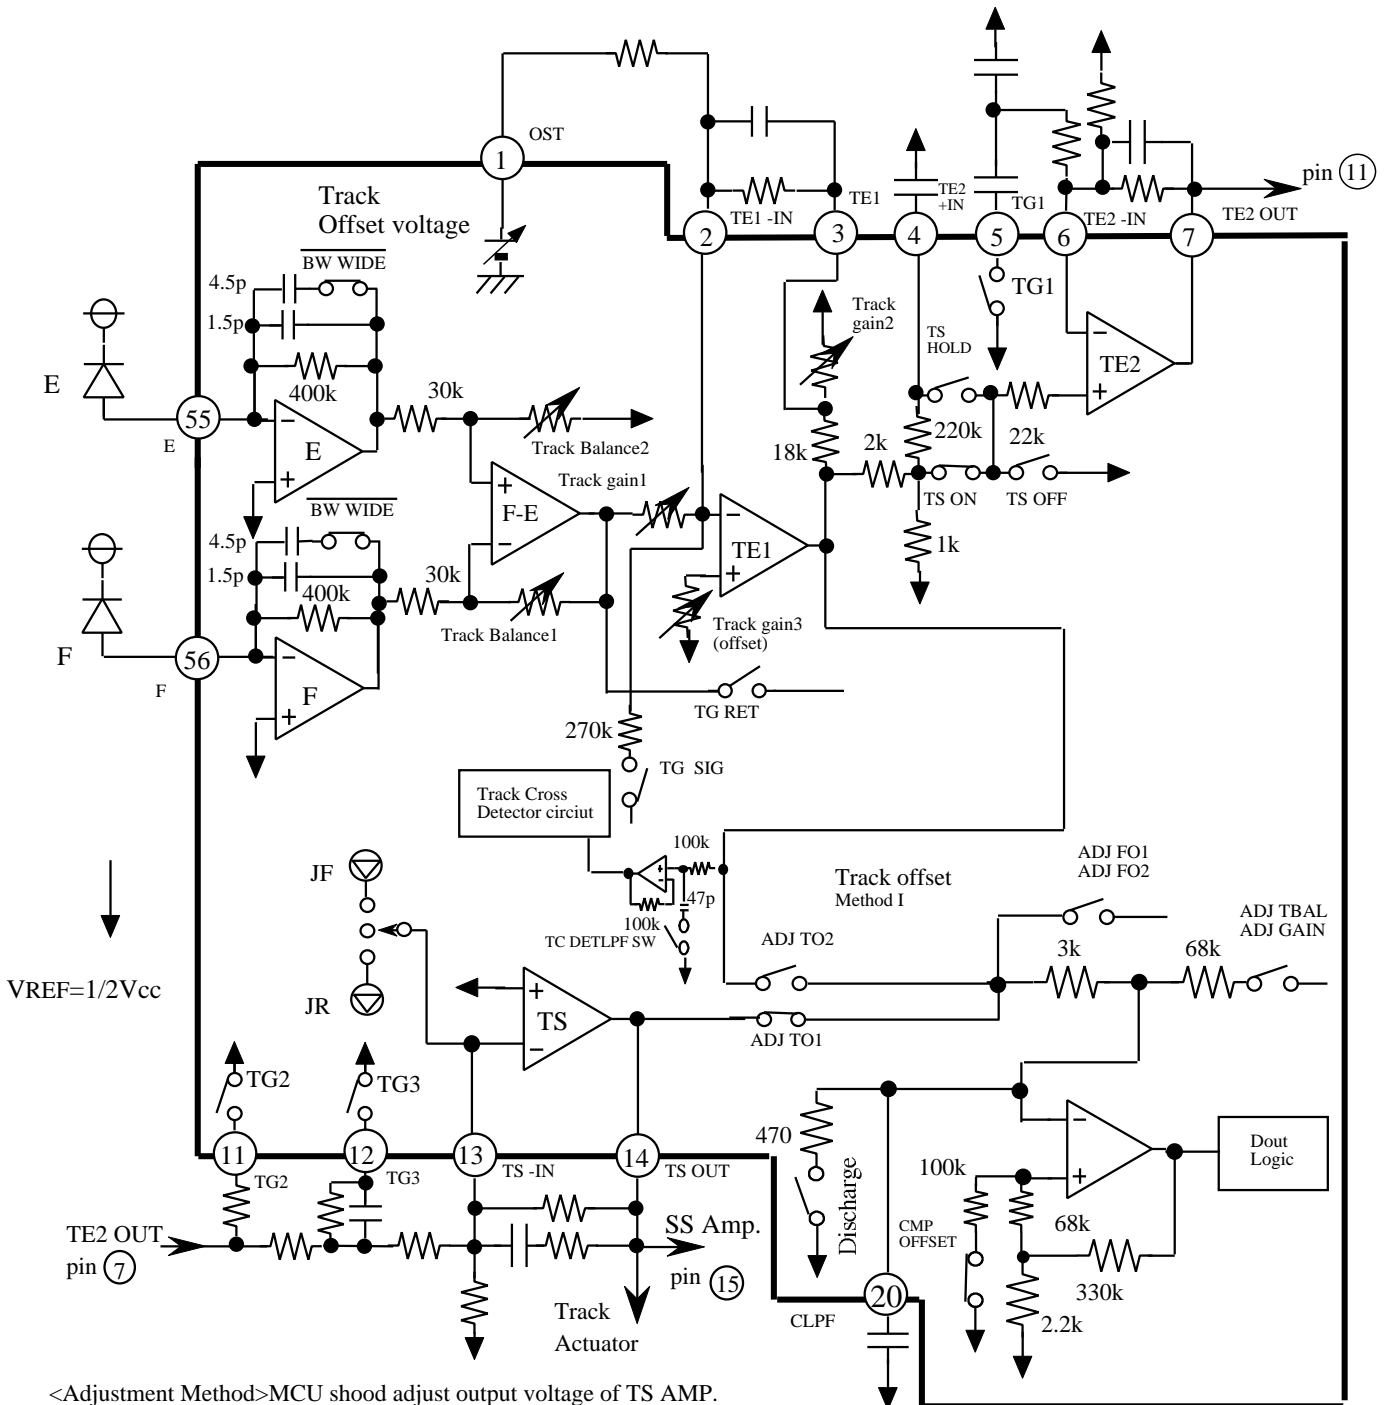 OST
1
Track
Offset voltage
BW WIDE
4.5p
1.5p
400k
E
55
E
E
30k
Track Balance2
BW WIDE
4.5p
1.5p
400k
F
56
F
F
30k
F-E
Track Balance1
Track gain1
TE1 -IN
2
TE1
3
TE2
+IN
4
TG1
5
TE2 -IN
6
TE2 OUT
7
pin 11
TG1
Track
gain2
TS
HOLD
TE2
18k
2k
220k
22k
TS ON
TS OFF
1k
TE1
Track gain3
(offset)
TG RET
270k
TG SIG
Track Cross
Detector circiut
100k
47p
100k
TC DETLPF SW
Track offset
Method I
ADJ FO1
ADJ FO2
ADJ TBAL
ADJ GAIN
ADJ TO2
3k
68k
ADJ TO1
JF
JR
VREF=1/2Vcc
TS
TG2
TG3
11
TG2
12
TG3
13
TS -IN
14
TS OUT
TE2 OUT
pin 7
SS Amp.
pin 15
Track
Actuator
470
Discharge
100k
CMP
OFFSET
68k
330k
2.2k
Dout
Logic
20
CLPF
<Adjustment Method>MCU shood adjust output voltage of TS AMP.